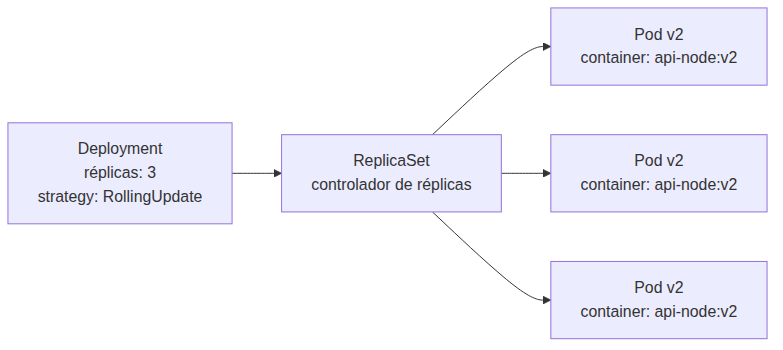 Deployment
réplicas: 3
strategy: RollingUpdate
ReplicaSet
controlador de réplicas
Pod v2
container: api-node:v2
Pod v2
container: api-node:v2
Pod v2
container: api-node:v2